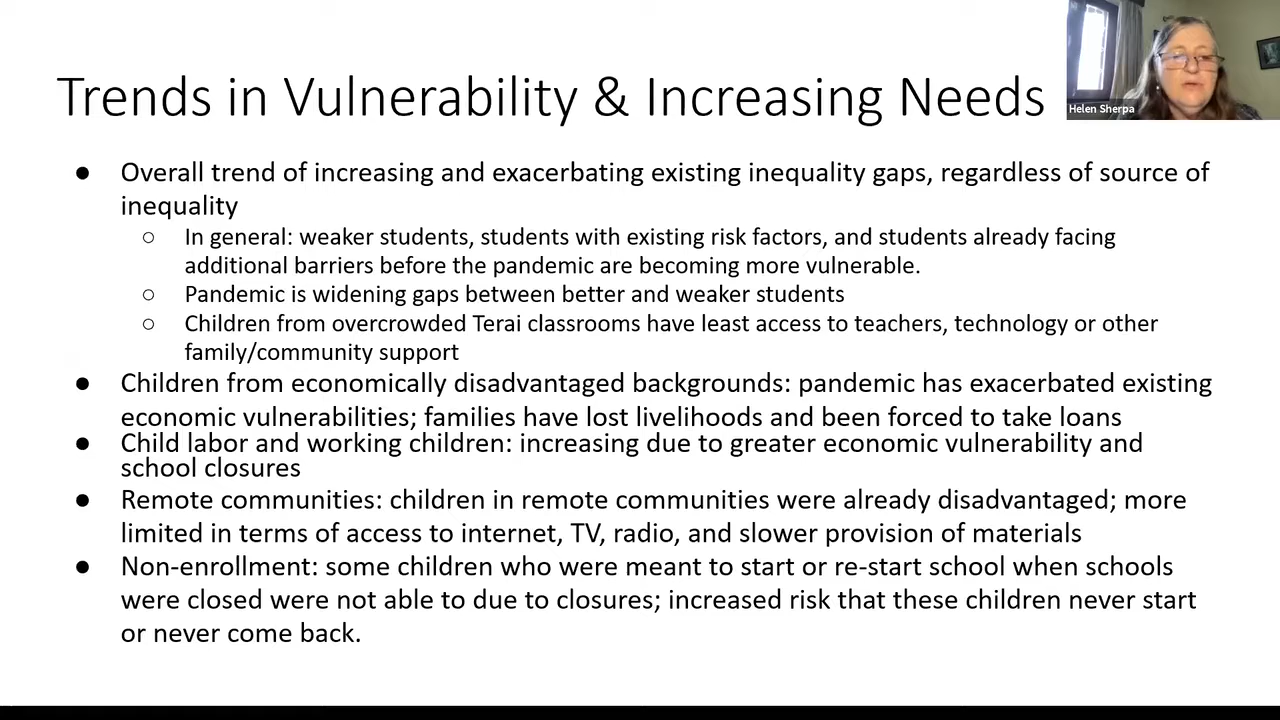 Trends in Vulnerability & Increasing Needs
Helen Sherpa
● Overall trend of increasing and exacerbating existing inequality gaps, regardless of source of
inequality
○ In general: weaker students, students with existing risk factors, and students already facing
additional barriers before the pandemic are becoming more vulnerable.
○ Pandemic is widening gaps between better and weaker students
○ Children from overcrowded Terai classrooms have least access to teachers, technology or other
family/community support
● Children from economically disadvantaged backgrounds: pandemic has exacerbated existing
economic vulnerabilities; families have lost livelihoods and been forced to take loans
● Child labor and working children: increasing due to greater economic vulnerability and
school closures
● Remote communities: children in remote communities were already disadvantaged; more
limited in terms of access to internet, TV, radio, and slower provision of materials
● Non-enrollment: some children who were meant to start or re-start school when schools
were closed were not able to due to closures; increased risk that these children never start
or never come back.